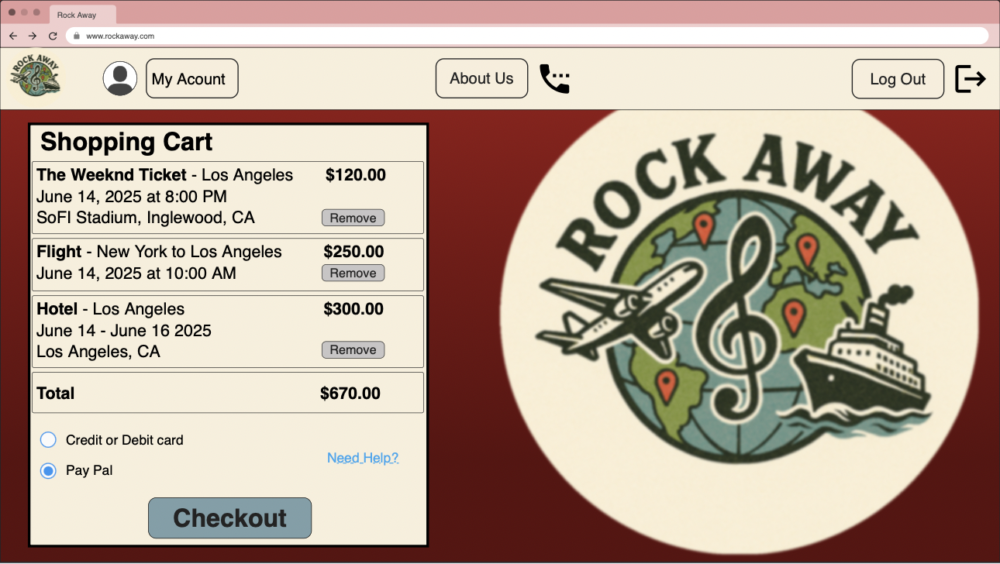 Rock Away
www.rockaway.com
ROCK AWAY
My Acount
About Us
Log Out
Shopping Cart
The Weeknd Ticket - Los Angeles $120.00
June 14, 2025 at 8:00 PM
SoFI Stadium, Inglewood, CA Remove
Flight - New York to Los Angeles $250.00
June 14, 2025 at 10:00 AM Remove
Hotel - Los Angeles $300.00
June 14 - June 16 2025
Los Angeles, CA Remove
Total $670.00
Credit or Debit card
Need Help?
Pay Pal
Checkout
ROCK AWAY